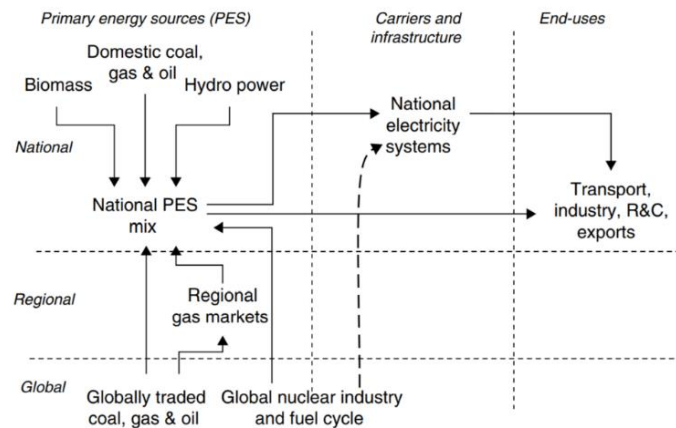 Primary energy sources (PES)
Carriers and
infrastructure
End-uses
Domestic coal,
gas & oil
Biomass
Hydro power
National
National
electricity
systems
National PES
mix
Transport,
industry, R&C,
exports
Regional
Regional
gas markets
Global
Globally traded
coal, gas & oil
Global nuclear industry
and fuel cycle